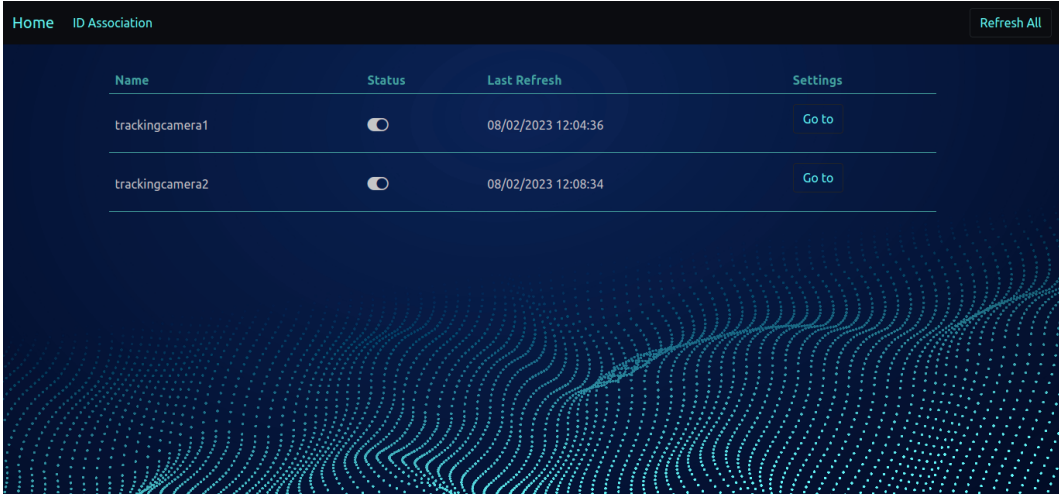 Home ID Association Refresh All
Name Status Last Refresh Settings
trackingcamera1 08/02/2023 12:04:36 Go to
trackingcamera2 08/02/2023 12:08:34 Go to